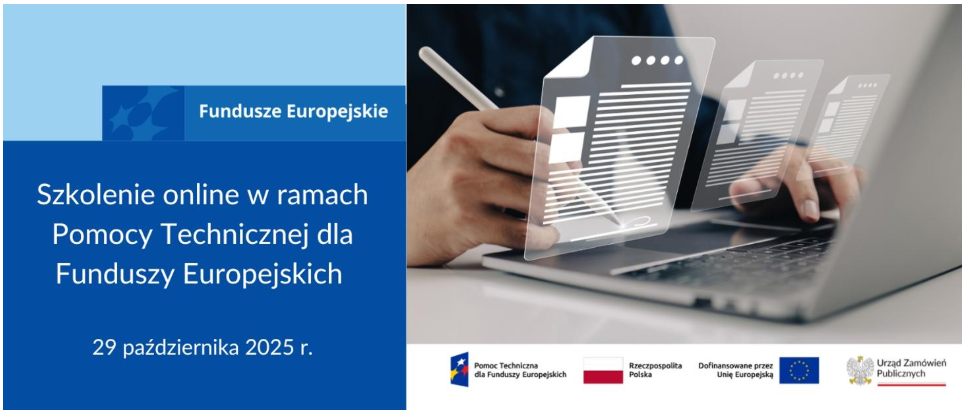 Fundusze Europejskie
Szkolenie online w ramach
Pomocy Technicznej dla
Funduszy Europejskich
29 października 2025 r.
Pomoc Techniczna
dla Funduszy Europejskich
Rzeczpospolita
Polska
Dofinansowane przez
Unię Europejską
Urząd Zamówień
Publicznych